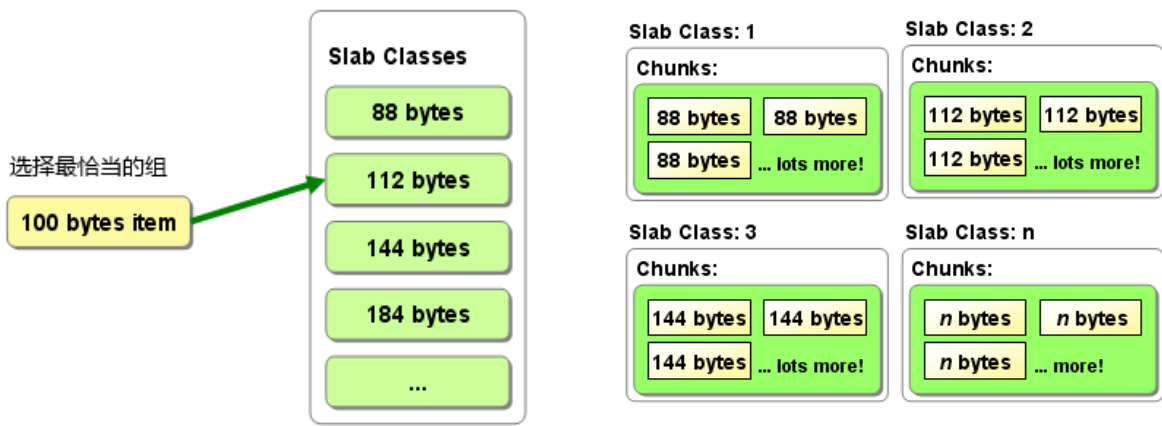 选择最恰当的组
100 bytes item
Slab Classes
88 bytes
112 bytes
144 bytes
184 bytes
...
Slab Class: 1
Chunks:
88 bytes 88 bytes
88 bytes ... lots more!
Slab Class: 2
Chunks:
112 bytes 112 bytes
112 bytes ... lots more!
Slab Class: 3
Chunks:
144 bytes 144 bytes
144 bytes ... lots more!
Slab Class: n
Chunks:
n bytes n bytes
n bytes ... more!